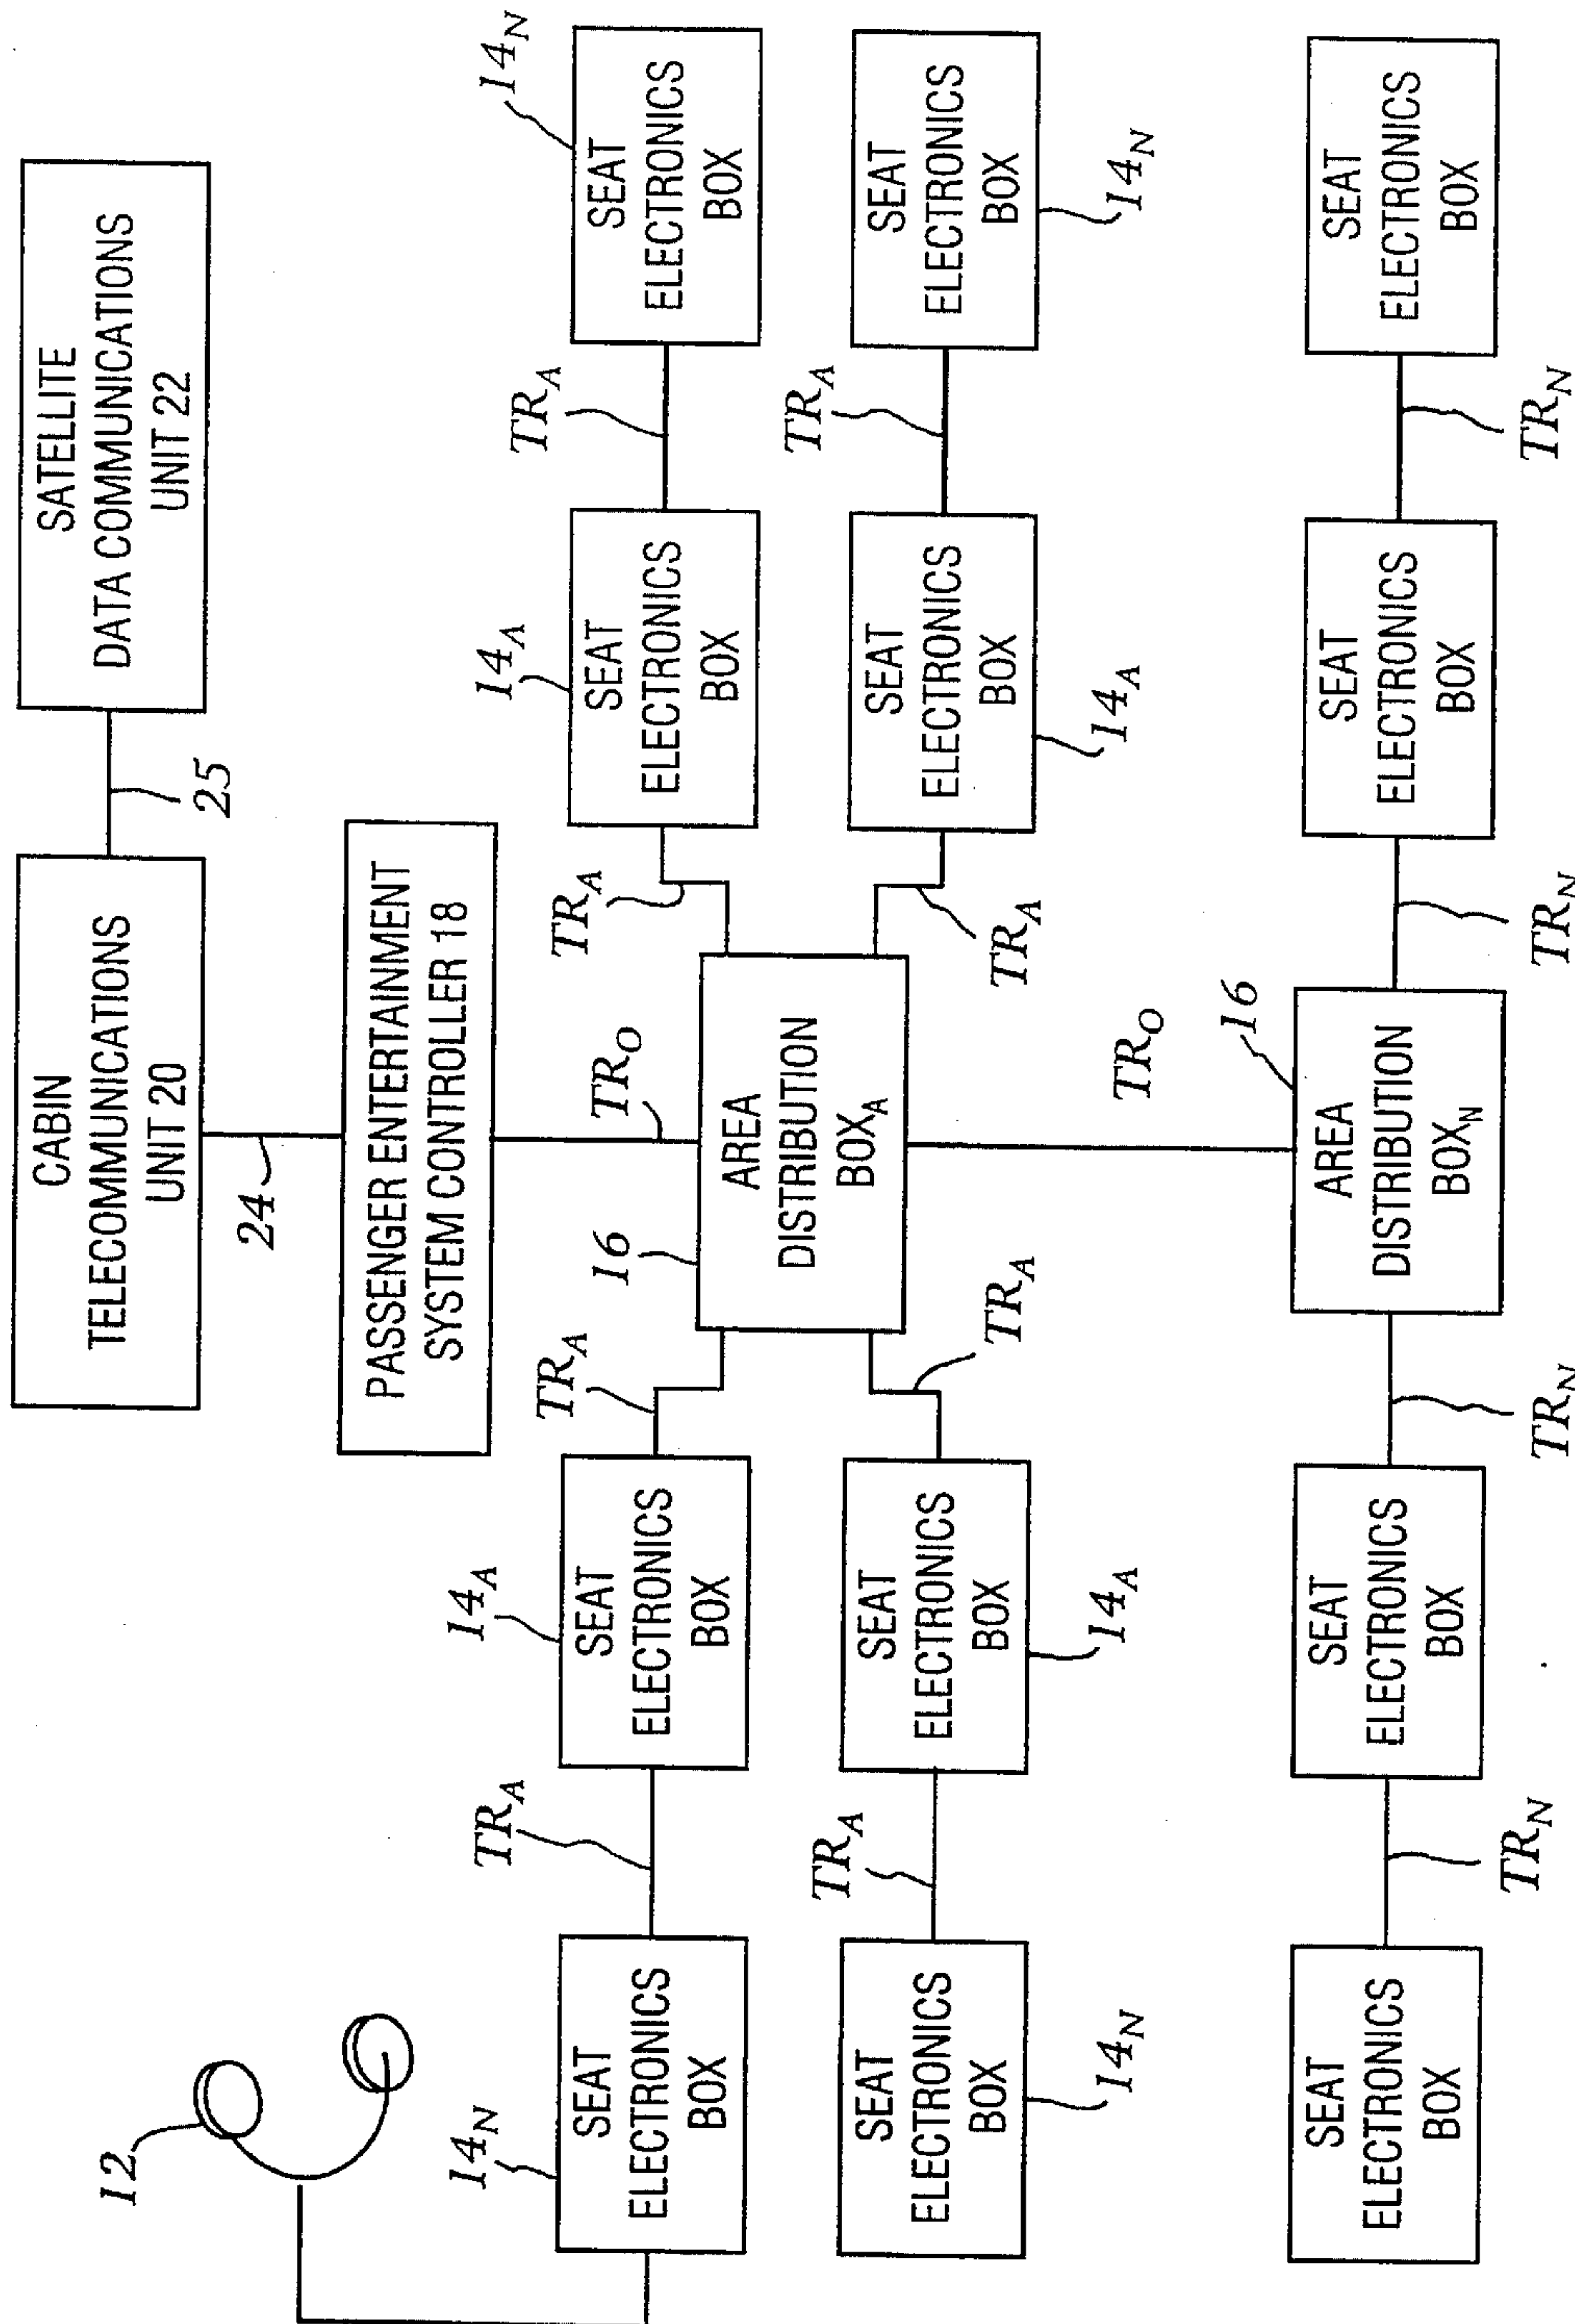 CABIN
TELECOMMUNICATIONS
UNIT 20
SATELLITE
DATA COMMUNICATIONS
UNIT 22
12
24
25
PASSENGER ENTERTAINMENT
SYSTEM CONTROLLER 18
14N
TRA
14A
TRA
16
TRO
TRA
14A
TRA
14N
SEAT
ELECTRONICS
BOX
SEAT
ELECTRONICS
BOX
AREA
DISTRIBUTION
BOXA
SEAT
ELECTRONICS
BOX
SEAT
ELECTRONICS
BOX
TRA
TRA
TRA
TRA
SEAT
ELECTRONICS
BOX
SEAT
ELECTRONICS
BOX
SEAT
ELECTRONICS
BOX
SEAT
ELECTRONICS
BOX
14N
14A
TRO
14A
14N
16
SEAT
ELECTRONICS
BOX
SEAT
ELECTRONICS
BOX
AREA
DISTRIBUTION
BOXN
SEAT
ELECTRONICS
BOX
SEAT
ELECTRONICS
BOX
TRN
TRN
TRN
TRN